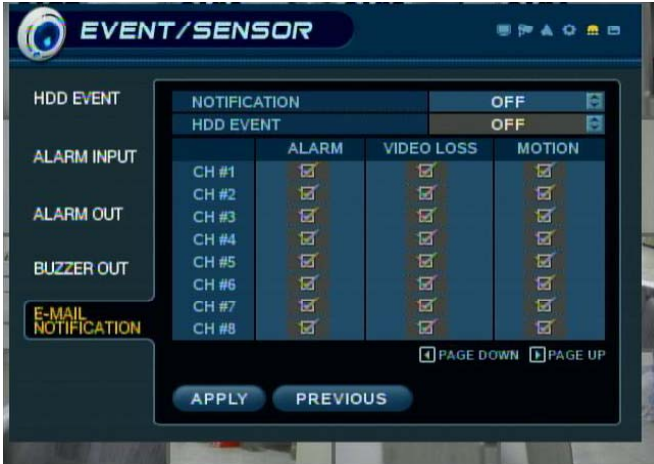 EVENT/SENSOR
HDD EVENT
ALARM INPUT
ALARM OUT
BUZZER OUT
E-MAIL
NOTIFICATION
NOTIFICATION OFF
HDD EVENT OFF
ALARM VIDEO LOSS MOTION
CH #1
CH #2
CH #3
CH #4
CH #5
CH #6
CH #7
CH #8
PAGE DOWN PAGE UP
APPLY PREVIOUS